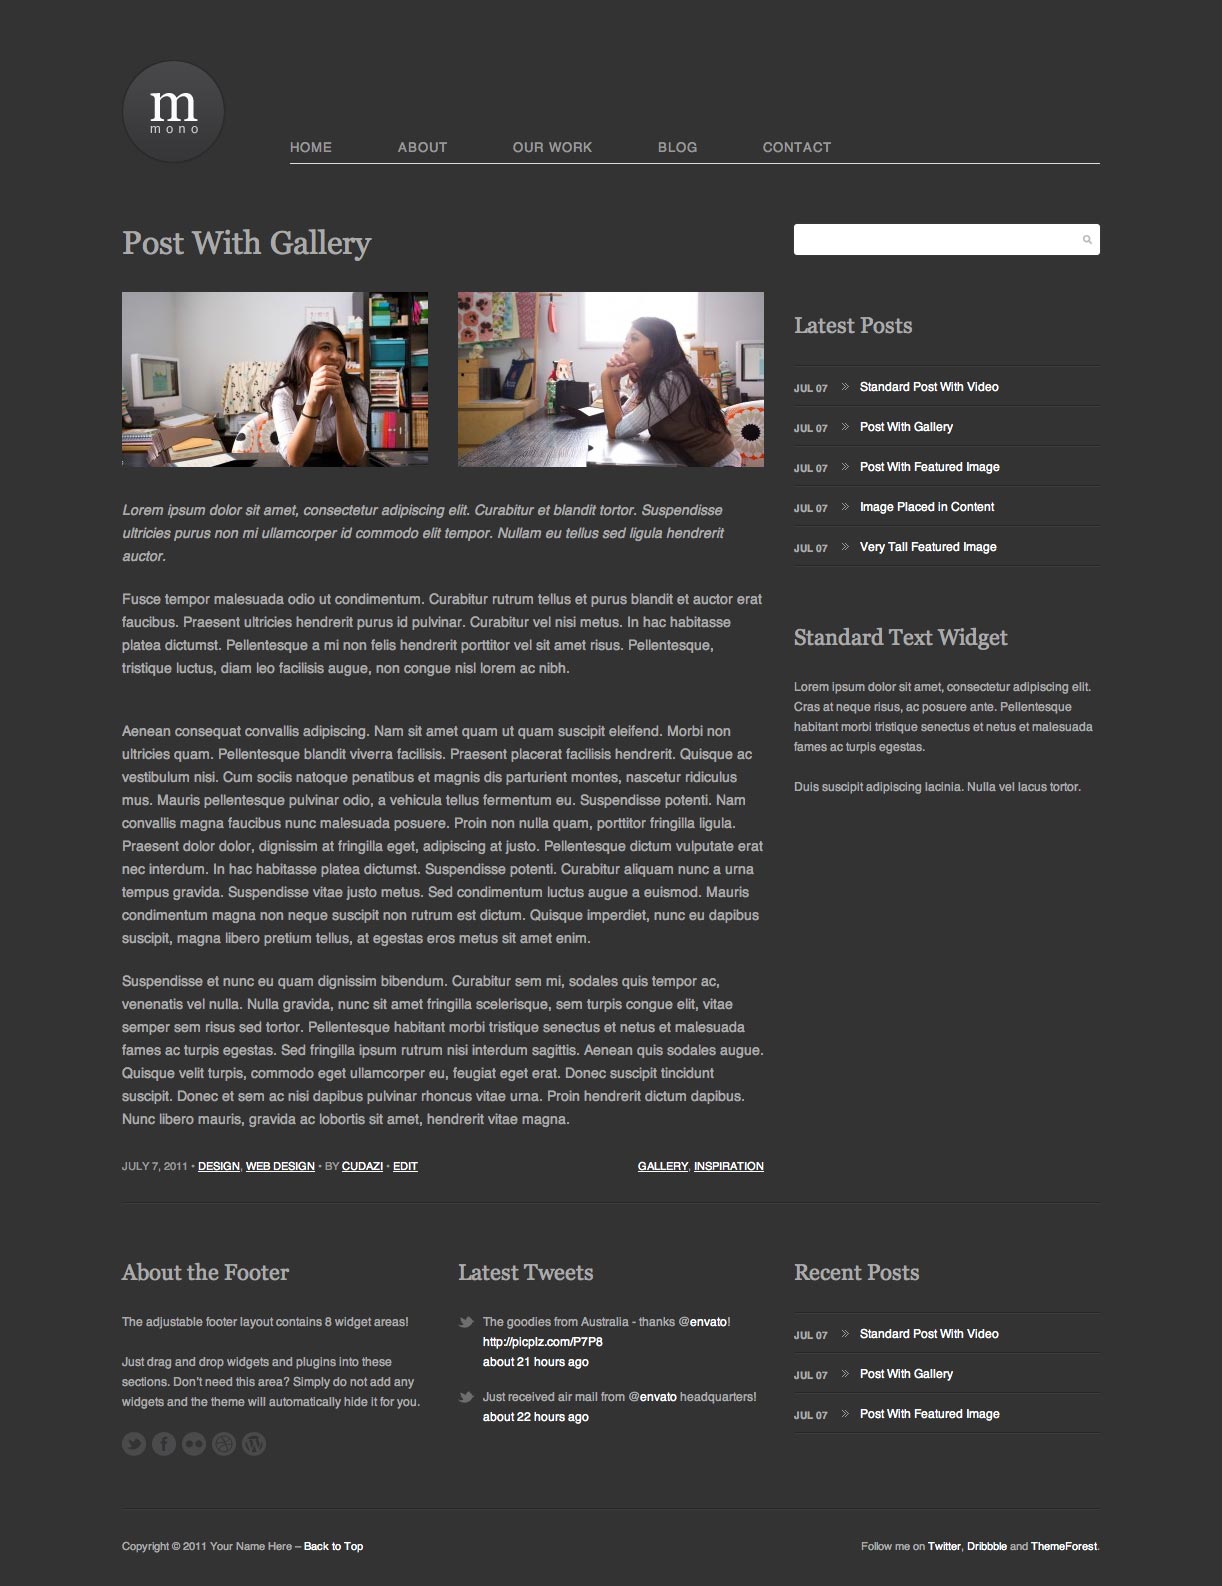 m
mono
HOME ABOUT OUR WORK BLOG CONTACT
Post With Gallery
Lorem ipsum dolor sit amet, consectetur adipiscing elit. Curabitur et blandit tortor. Suspendisse
ultricies purus non mi ullamcorper id commodo elit tempor. Nullam eu tellus sed ligula hendrerit
auctor.
Fusce tempor malesuada odio ut condimentum. Curabitur rutrum tellus et purus blandit et auctor erat
faucibus. Praesent ultricies hendrerit purus id pulvinar. Curabitur vel nisi metus. In hac habitasse
platea dictumst. Pellentesque a mi non felis hendrerit porttitor vel sit amet risus. Pellentesque,
tristique luctus, diam leo facilisis augue, non congue nisl lorem ac nibh.
Aenean consequat convallis adipiscing. Nam sit amet quam ut quam suscipit eleifend. Morbi non
ultricies quam. Pellentesque blandit viverra facilisis. Praesent placerat facilisis hendrerit. Quisque ac
vestibulum nisi. Cum sociis natoque penatibus et magnis dis parturient montes, nascetur ridiculus
mus. Mauris pellentesque pulvinar odio, a vehicula tellus fermentum eu. Suspendisse potenti. Nam
convallis magna faucibus nunc malesuada posuere. Proin non nulla quam, porttitor fringilla ligula.
Praesent dolor dolor, dignissim at fringilla eget, adipiscing at justo. Pellentesque dictum vulputate erat
nec interdum. In hac habitasse platea dictumst. Suspendisse potenti. Curabitur aliquam nunc a urna
tempus gravida. Suspendisse vitae justo metus. Sed condimentum luctus augue a euismod. Mauris
condimentum magna non neque suscipit non rutrum est dictum. Quisque imperdiet, nunc eu dapibus
suscipit, magna libero pretium tellus, at egestas eros metus sit amet enim.
Suspendisse et nunc eu quam dignissim bibendum. Curabitur sem mi, sodales quis tempor ac,
venenatis vel nulla. Nulla gravida, nunc sit amet fringilla scelerisque, sem turpis congue elit, vitae
semper sem risus sed tortor. Pellentesque habitant morbi tristique senectus et netus et malesuada
fames ac turpis egestas. Sed fringilla ipsum rutrum nisi interdum sagittis. Aenean quis sodales augue.
Quisque velit turpis, commodo eget ullamcorper eu, feugiat eget erat. Donec suscipit tincidunt
suscipit. Donec et sem ac nisi dapibus pulvinar rhoncus vitae urna. Proin hendrerit dictum dapibus.
Nunc libero mauris, gravida ac lobortis sit amet, hendrerit vitae magna.
JULY 7, 2011 • DESIGN, WEB DESIGN • BY CUDAZI • EDIT GALLERY, INSPIRATION
Latest Posts
JUL 07 » Standard Post With Video
JUL 07 » Post With Gallery
JUL 07 » Post With Featured Image
JUL 07 » Image Placed in Content
JUL 07 » Very Tall Featured Image
Standard Text Widget
Lorem ipsum dolor sit amet, consectetur adipiscing elit.
Cras at neque risus, ac posuere ante. Pellentesque
habitant morbi tristique senectus et netus et malesuada
fames ac turpis egestas.
Duis suscipit adipiscing lacinia. Nulla vel lacus tortor.
About the Footer
The adjustable footer layout contains 8 widget areas!
Just drag and drop widgets and plugins into these
sections. Don't need this area? Simply do not add any
widgets and the theme will automatically hide it for you.
Latest Tweets
The goodies from Australia - thanks @envato!
http://picplz.com/P7P8
about 21 hours ago
Just received air mail from @envato headquarters!
about 22 hours ago
Recent Posts
JUL 07 » Standard Post With Video
JUL 07 » Post With Gallery
JUL 07 » Post With Featured Image
Copyright © 2011 Your Name Here – Back to Top
Follow me on Twitter, Dribbble and ThemeForest.